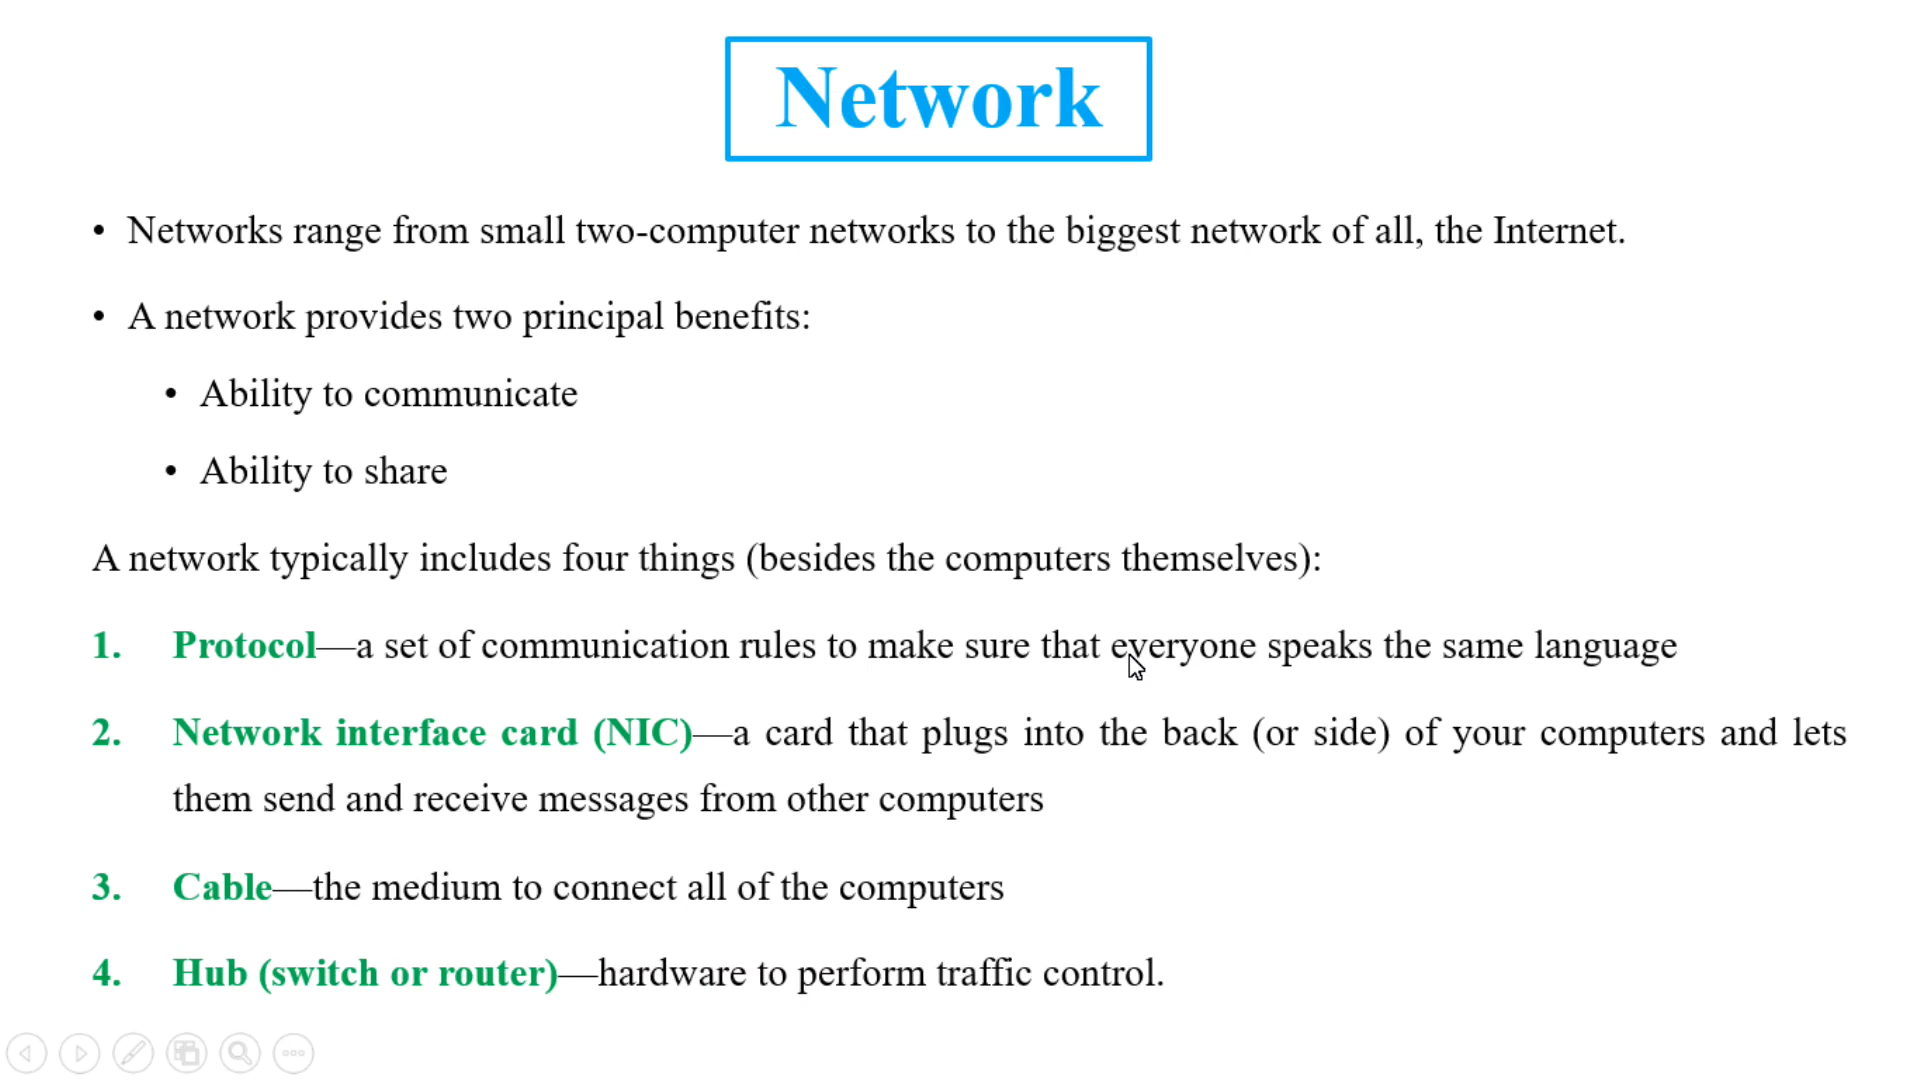 Network
• Networks range from small two-computer networks to the biggest network of all, the Internet.
• A network provides two principal benefits:
• Ability to communicate
• Ability to share
A network typically includes four things (besides the computers themselves):
1. Protocol—a set of communication rules to make sure that everyone speaks the same language
2. Network interface card (NIC)—a card that plugs into the back (or side) of your computers and lets
them send and receive messages from other computers
3. Cable—the medium to connect all of the computers
4. Hub (switch or router)—hardware to perform traffic control.